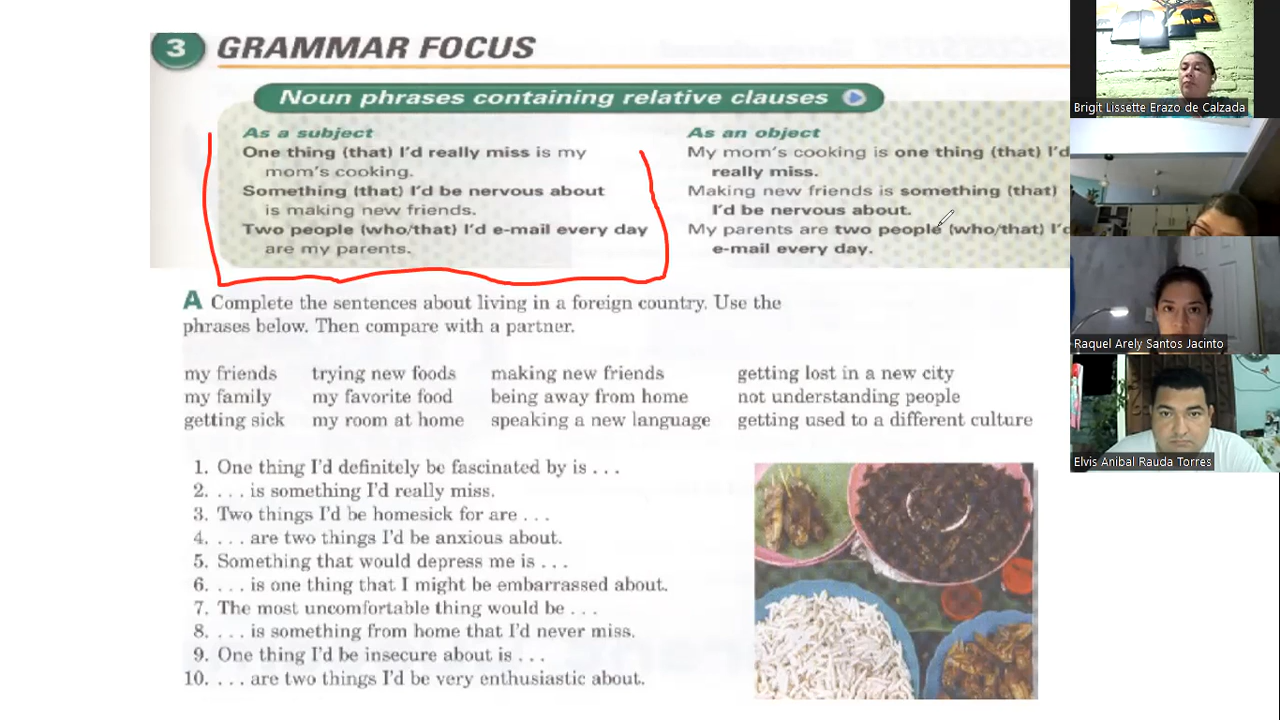 3 GRAMMAR FOCUS
Noun phrases containing relative clauses
As a subject
One thing (that) I'd really miss is my
mom's cooking.
Something (that) I'd be nervous about
is making new friends.
Two people (who/that) I'd e-mail every day
are my parents.
As an object
My mom's cooking is one thing (that) I'd
really miss.
Making new friends is something (that)
I'd be nervous about.
My parents are two people (who/that) I'd
e-mail every day.
A Complete the sentences about living in a foreign country. Use the
phrases below. Then compare with a partner.
my friends trying new foods making new friends getting lost in a new city
my family my favorite food being away from home not understanding people
getting sick my room at home speaking a new language getting used to a different culture
1. One thing I'd definitely be fascinated by is . . .
2. . . . is something I'd really miss.
3. Two things I'd be homesick for are . . .
4. . . . are two things I'd be anxious about.
5. Something that would depress me is . . .
6. . . . is one thing that I might be embarrassed about.
7. The most uncomfortable thing would be . . .
8. . . . is something from home that I'd never miss.
9. One thing I'd be insecure about is . . .
10. . . . are two things I'd be very enthusiastic about.
Brigit Lissette Erazo de Calzada
Raquel Arely Santos Jacinto
Elvis Anibal Rauda Torres